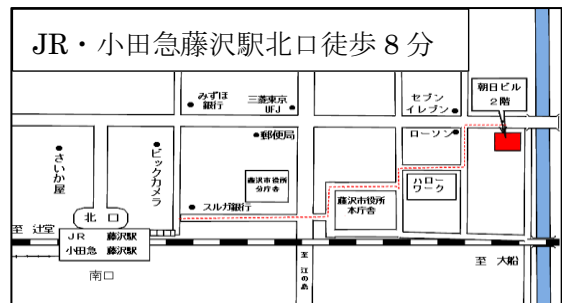 JR・小田急藤沢駅北口徒歩8分
みずほ
銀行
三菱東京
UFJ
セブン
イレブン
朝日ビル
2階
郵便局
ローソン
さいか屋
ビックカメラ
藤沢市役所
分庁舎
ハロー
ワーク
スルガ銀行
藤沢市役所
本庁舎
北口
至 辻堂
JR 藤沢駅
小田急 藤沢駅
南口
至 江の島
至 大船